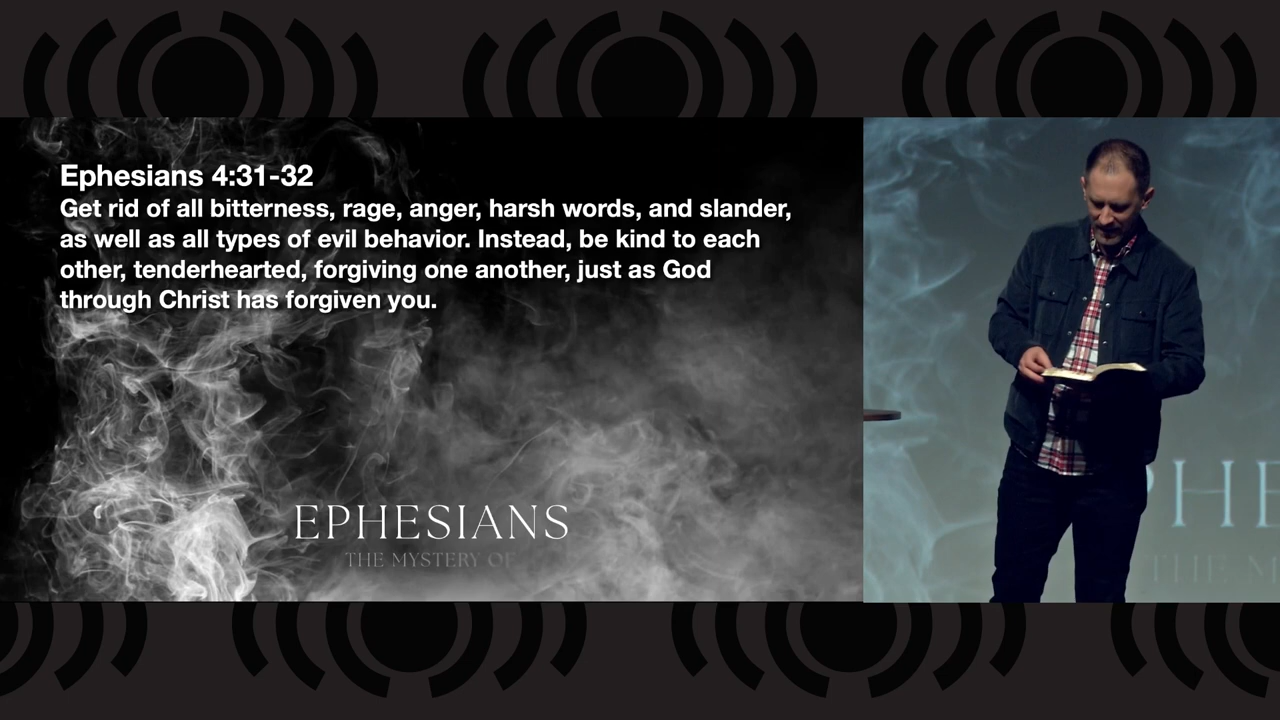 Ephesians 4:31-32
Get rid of all bitterness, rage, anger, harsh words, and slander,
as well as all types of evil behavior. Instead, be kind to each
other, tenderhearted, forgiving one another, just as God
through Christ has forgiven you.
EPHESIANS
THE MYSTERY OF
PHE
THE M